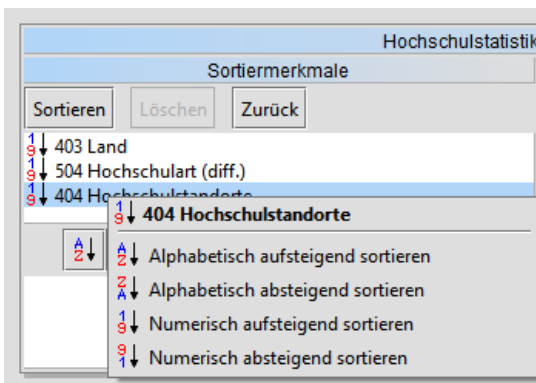 Hochschulstatistik
Sortiermerkmale
Sortieren Löschen Zurück
403 Land
504 Hochschulart (diff.)
404 Hochschulstandorte
404 Hochschulstandorte
Alphabetisch aufsteigend sortieren
Alphabetisch absteigend sortieren
Numerisch aufsteigend sortieren
Numerisch absteigend sortieren